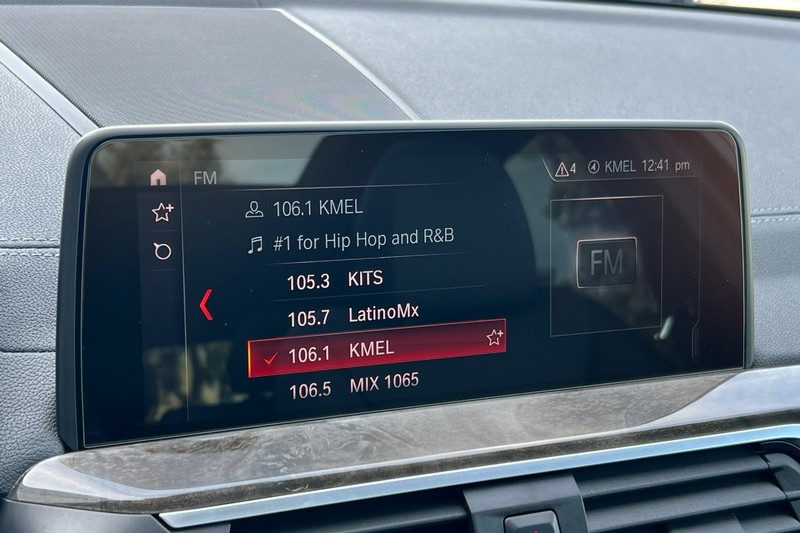 FM
4 KMEL 12:41 pm
106.1 KMEL
#1 for Hip Hop and R&B
105.3 KITS
105.7 LatinoMx
106.1 KMEL
106.5 MIX 1065
FM